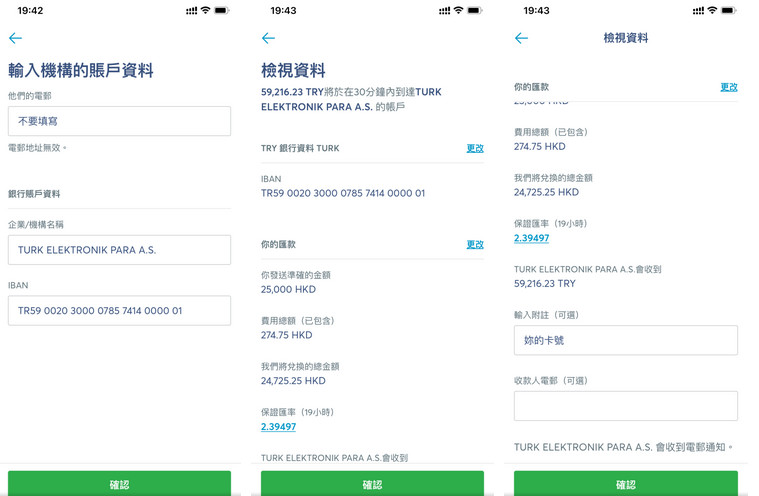 19:42
輸入機構的賬戶資料
他們的電郵
不要填寫
電郵地址無效。
銀行賬戶資料
企業/機構名稱
TURK ELEKTRONIK PARA A.S.
IBAN
TR59 0020 3000 0785 7414 0000 01
確認
19:43
檢視資料
59,216.23 TRY將於在30分鐘內到達TURK
ELEKTRONIK PARA A.S. 的帳戶
TRY 銀行資料 TURK
更改
IBAN
TR59 0020 3000 0785 7414 0000 01
你的匯款
更改
你發送準確的金額
25,000 HKD
費用總額（已包含）
274.75 HKD
我們將兌換的總金額
24,725.25 HKD
保證匯率（19小時）
2.39497
TURK ELEKTRONIK PARA A.S.會收到
確認
19:43
檢視資料
你的匯款
更改
25,000 HKD
費用總額（已包含）
274.75 HKD
我們將兌換的總金額
24,725.25 HKD
保證匯率（19小時）
2.39497
TURK ELEKTRONIK PARA A.S.會收到
59,216.23 TRY
輸入附註（可選）
妳的卡號
收款人電郵（可選）
TURK ELEKTRONIK PARA A.S. 會收到電郵通知。
確認